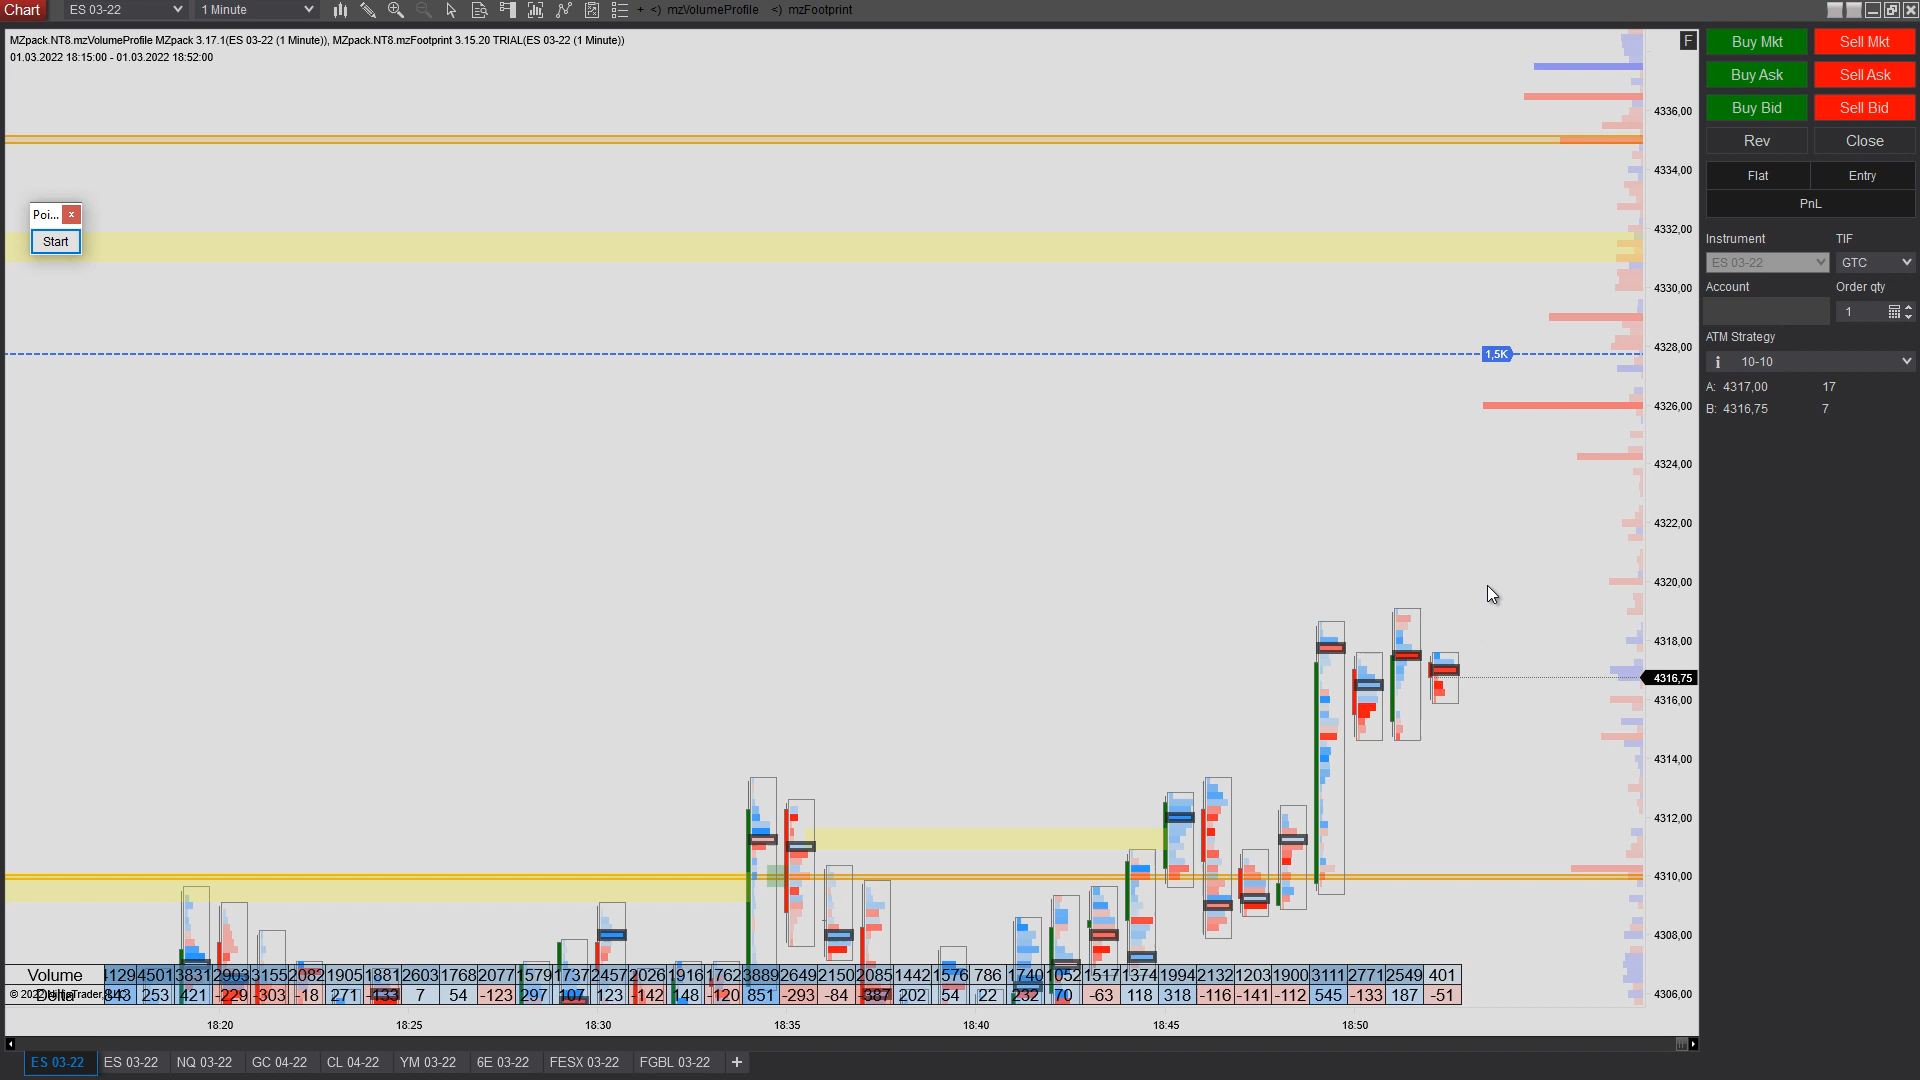 Chart ES 03-22 1 Minute + <) mzVolumeProfile <) mzFootprint
MZpack.NT8.mzVolumeProfile MZpack 3.17.1(ES 03-22 (1 Minute)), MZpack.NT8.mzFootprint 3.15.20 TRIAL(ES 03-22 (1 Minute))
01.03.2022 18:15:00 - 01.03.2022 18:52:00
F
Poi... x
Start
1,5K
4336,00
4334,00
4332,00
4330,00
4328,00
4326,00
4324,00
4322,00
4320,00
4318,00
4316,75
4316,00
4314,00
4312,00
4310,00
4308,00
4306,00
Buy Mkt Sell Mkt
Buy Ask Sell Ask
Buy Bid Sell Bid
Rev Close
Flat Entry
PnL
Instrument TIF
ES 03-22 GTC
Account Order qty
1
ATM Strategy
10-10
A: 4317,00 17
B: 4316,75 7
Volume 4129 4501 3831 2903 3155 2082 1905 1881 2603 1768 2077 1579 1737 2457 2026 1916 1762 3889 2649 2150 2085 1442 1576 786 1740 1052 1517 1374 1994 2132 1203 1900 3111 2771 2549 401
253 421 -229 -303 -18 271 -133 7 54 -123 297 107 123 -142 148 -120 851 -293 -84 -387 202 54 22 232 70 -63 118 318 -116 -141 -112 545 -133 187 -51
18:20 18:25 18:30 18:35 18:40 18:45 18:50
ES 03-22 ES 03-22 NQ 03-22 GC 04-22 CL 04-22 YM 03-22 6E 03-22 FESX 03-22 FGBL 03-22 +